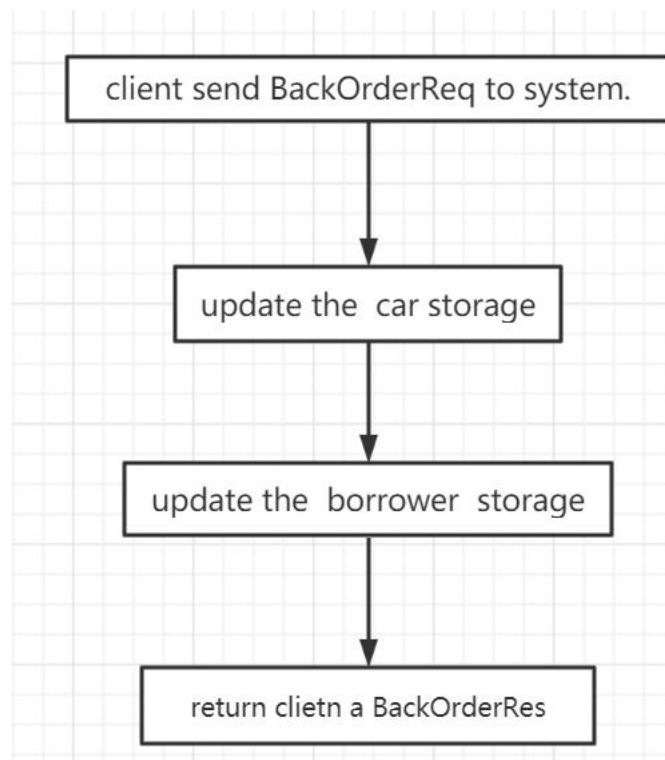 client send BackOrderReq to system.
update the car storage
update the borrower storage
return clietn a BackOrderRes